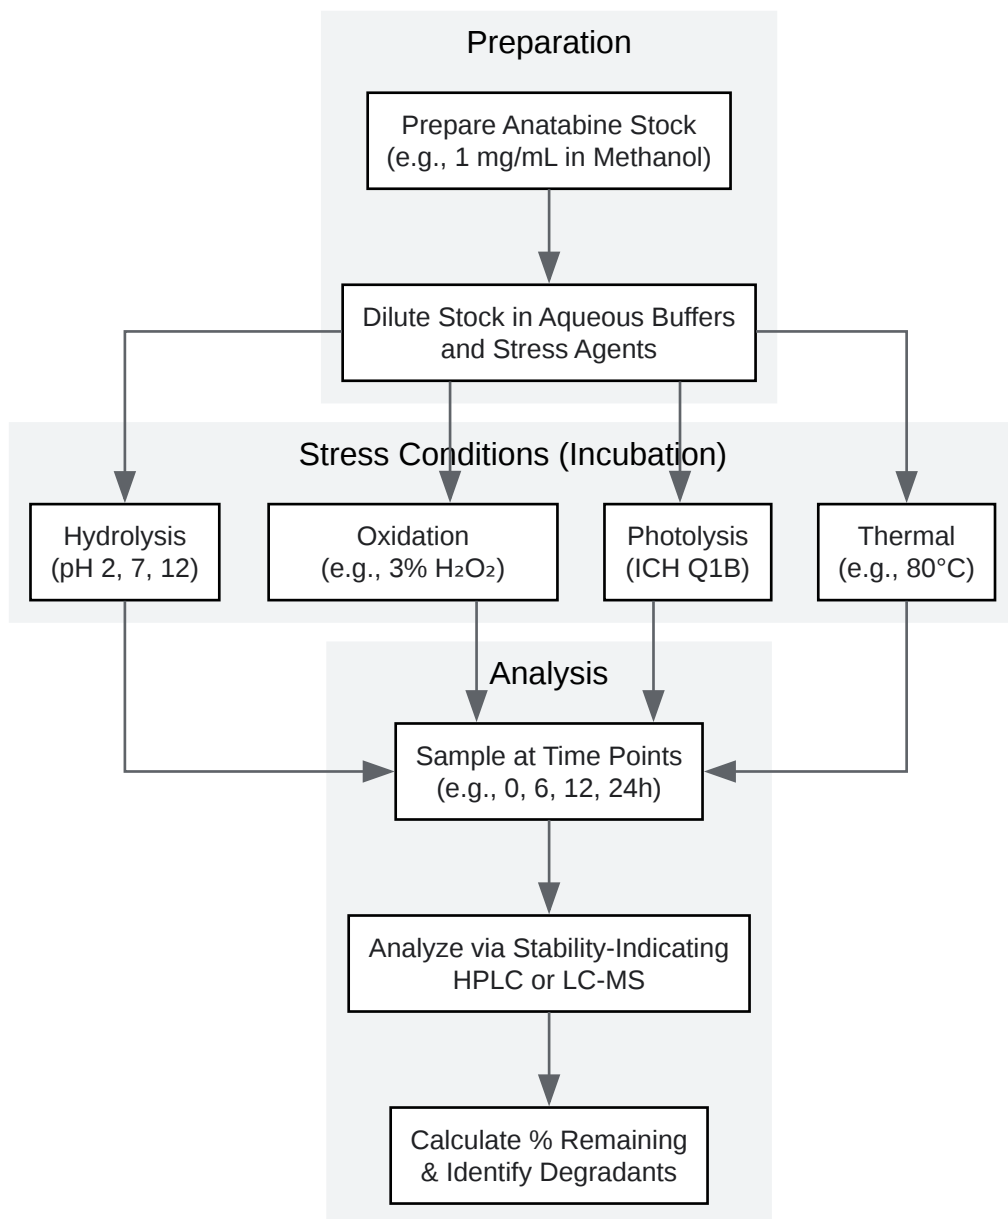 Preparation
Prepare Anatabine Stock
(e.g., 1 mg/mL in Methanol)
Dilute Stock in Aqueous Buffers
and Stress Agents
Stress Conditions (Incubation)
Hydrolysis
(pH 2, 7, 12)
Oxidation
(e.g., 3% H₂O₂)
Photolysis
(ICH Q1B)
Thermal
(e.g., 80°C)
Analysis
Sample at Time Points
(e.g., 0, 6, 12, 24h)
Analyze via Stability-Indicating
HPLC or LC-MS
Calculate % Remaining
& Identify Degradants